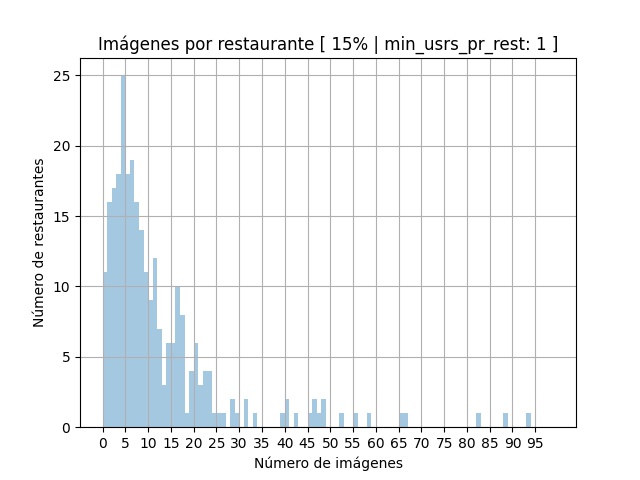 Imágenes por restaurante [ 15% | min_usrs_pr_rest: 1 ]
25
20
15
10
5
0
Número de restaurantes
0 5 10 15 20 25 30 35 40 45 50 55 60 65 70 75 80 85 90 95
Número de imágenes